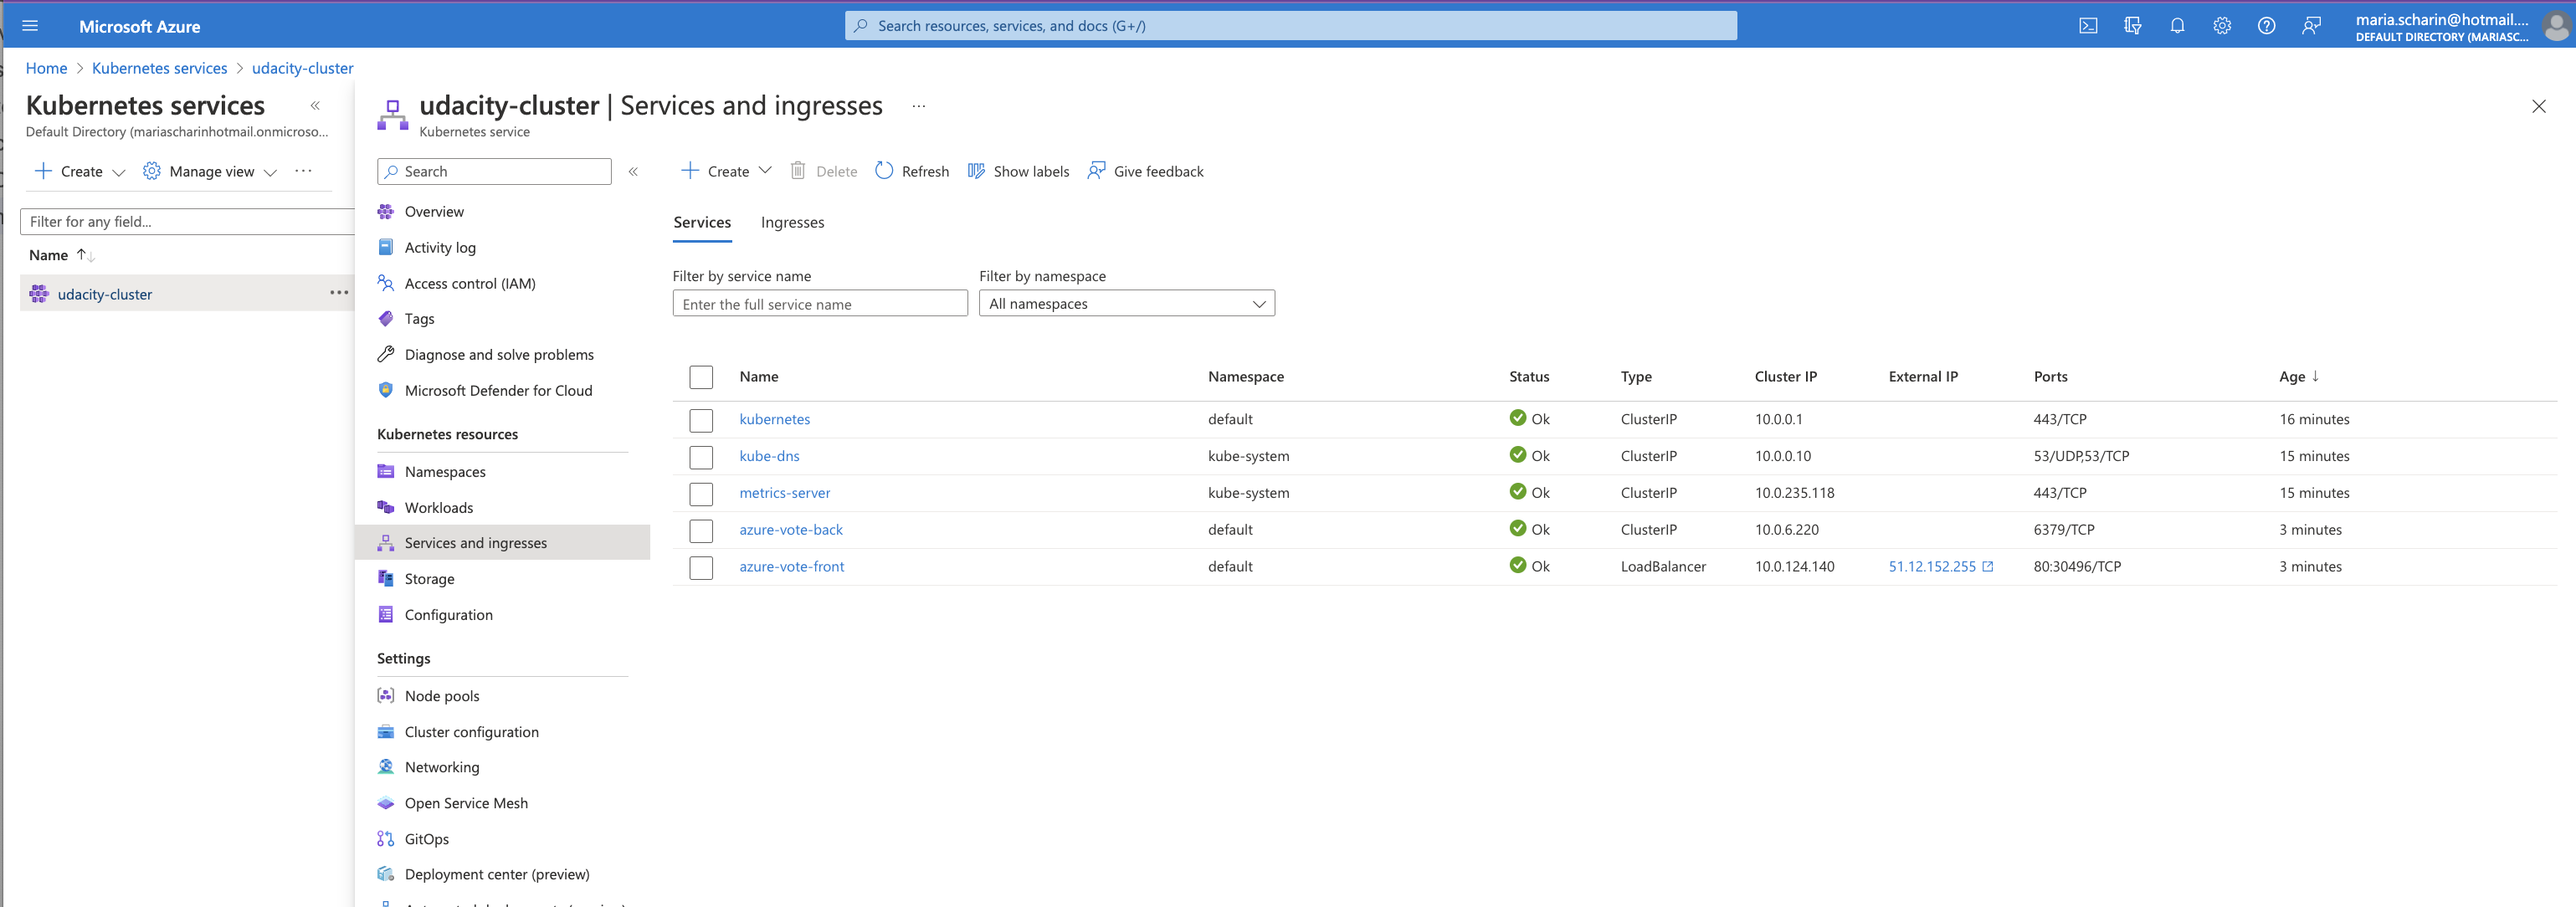 Microsoft Azure
Search resources, services, and docs (G+/)
maria.scharin@hotmail....
DEFAULT DIRECTORY (MARIASC...
Home > Kubernetes services > udacity-cluster
Kubernetes services
Default Directory (mariascharinhotmail.onmicroso...
Create
Manage view
Filter for any field...
Name
udacity-cluster
udacity-cluster | Services and ingresses
Kubernetes service
Search
Overview
Activity log
Access control (IAM)
Tags
Diagnose and solve problems
Microsoft Defender for Cloud
Kubernetes resources
Namespaces
Workloads
Services and ingresses
Storage
Configuration
Settings
Node pools
Cluster configuration
Networking
Open Service Mesh
GitOps
Deployment center (preview)
Create Delete Refresh Show labels Give feedback
Services Ingresses
Filter by service name Filter by namespace
Enter the full service name All namespaces
Name Namespace Status Type Cluster IP External IP Ports Age ↓
kubernetes default Ok ClusterIP 10.0.0.1 443/TCP 16 minutes
kube-dns kube-system Ok ClusterIP 10.0.0.10 53/UDP,53/TCP 15 minutes
metrics-server kube-system Ok ClusterIP 10.0.235.118 443/TCP 15 minutes
azure-vote-back default Ok ClusterIP 10.0.6.220 6379/TCP 3 minutes
azure-vote-front default Ok LoadBalancer 10.0.124.140 51.12.152.255 80:30496/TCP 3 minutes